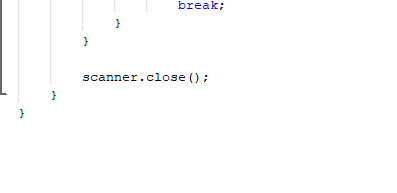 break;
}
}
scanner.close();
}
}